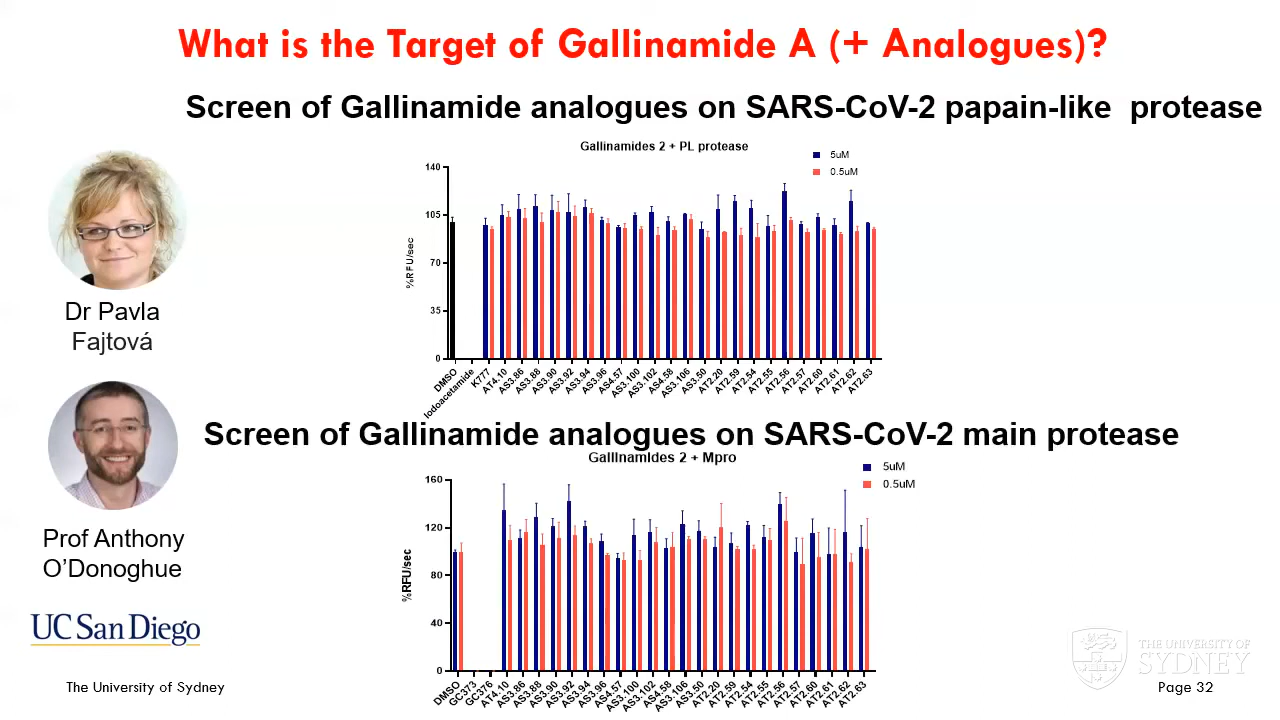 What is the Target of Gallinamide A (+ Analogues)?
Screen of Gallinamide analogues on SARS-CoV-2 papain-like protease
Gallinamides 2 + PL protease
5uM
0.5uM
140
105
70
35
0
%RFU/sec
DMSO
Iodoacetamide
K777
AT4.10
AS3.86
AS3.88
AS3.90
AS3.92
AS3.94
AS3.96
AS4.57
AS3.100
AS3.102
AS4.58
AS3.106
AS3.50
AT2.20
AT2.59
AT2.54
AT2.55
AT2.56
AT2.57
AT2.60
AT2.61
AT2.62
AT2.63
Dr Pavla
Fajtová
Screen of Gallinamide analogues on SARS-CoV-2 main protease
Gallinamides 2 + Mpro
5uM
0.5uM
160
120
80
40
0
%RFU/sec
DMSO
GC373
GC376
AT4.10
AS3.86
AS3.88
AS3.90
AS3.92
AS3.94
AS3.96
AS4.57
AS3.100
AS3.102
AS4.58
AS3.106
AS3.50
AT2.20
AT2.59
AT2.54
AT2.55
AT2.56
AT2.57
AT2.60
AT2.61
AT2.62
AT2.63
Prof Anthony
O'Donoghue
UC San Diego
THE UNIVERSITY OF
SYDNEY
The University of Sydney
Page 32